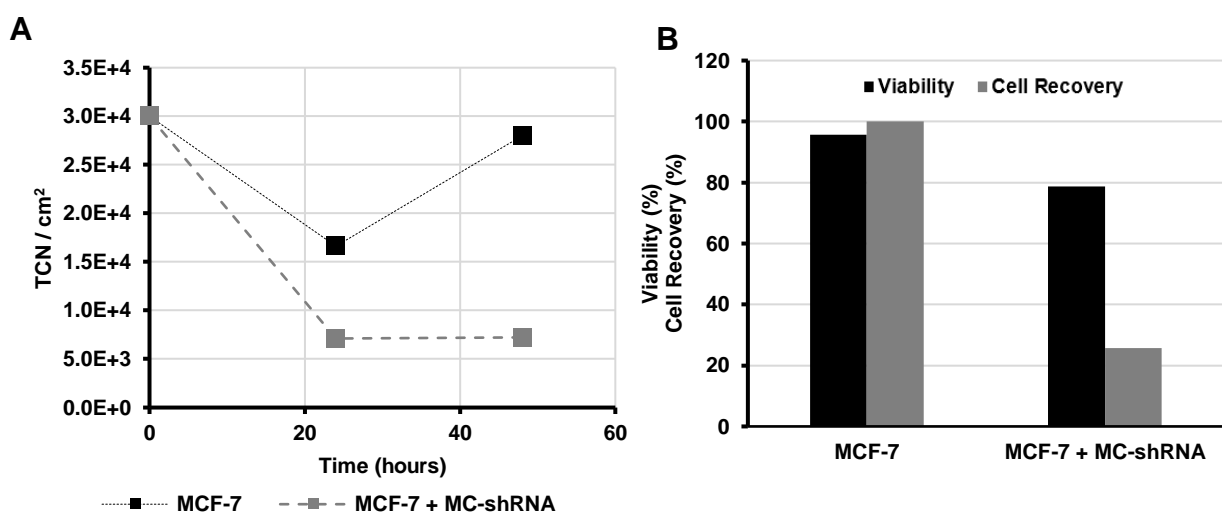 A
3.5E+4
3.0E+4
2.5E+4
2.0E+4
1.5E+4
1.0E+4
5.0E+3
0.0E+0
TCN / cm²
0 20 40 60
Time (hours)
MCF-7 MCF-7 + MC-shRNA
B
120
100
80
60
40
20
0
Viability (%)
Cell Recovery (%)
Viability Cell Recovery
MCF-7 MCF-7 + MC-shRNA